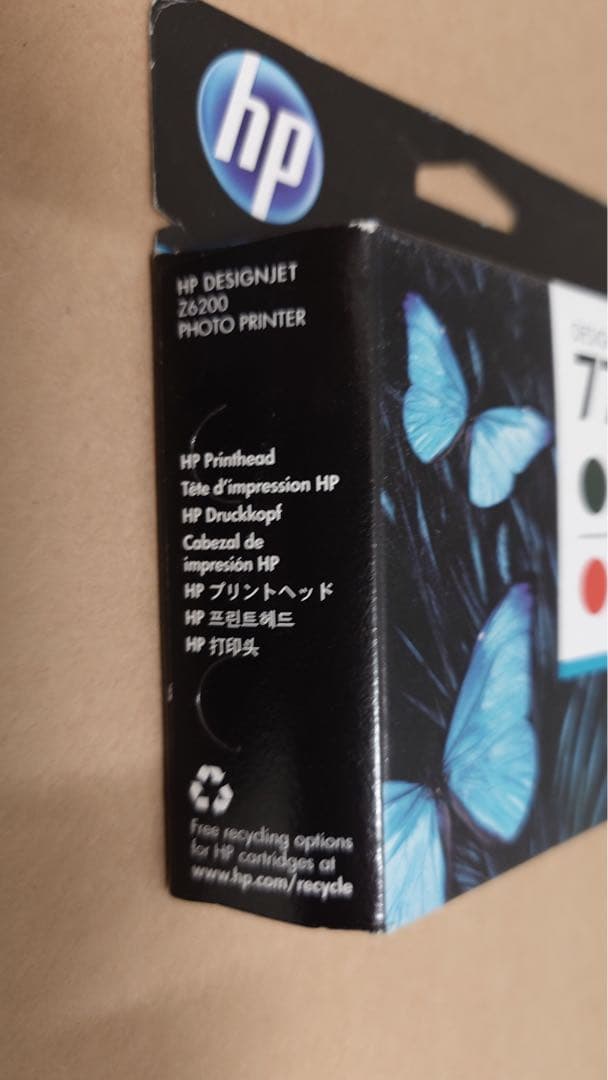 hp
HP DESIGNJET
Z6200
PHOTO PRINTER
HP Printhead
Tête d'impression HP
HP Druckkopf
Cabezal de
impresión HP
HP プリントヘッド
HP 프린트헤드
HP 打印头
Free recycling options
for HP cartridges at
www.hp.com/recycle